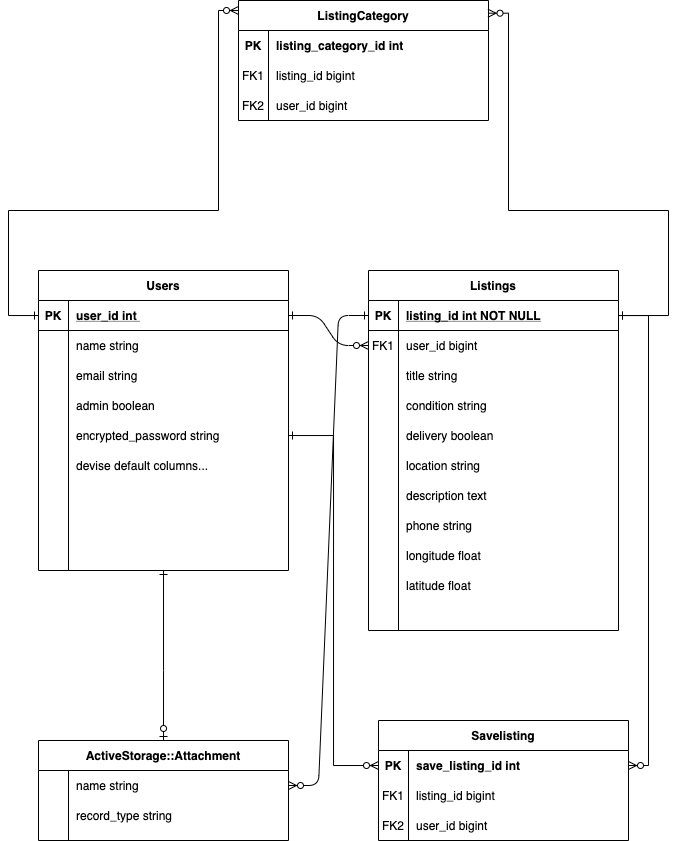 ListingCategory
PK listing_category_id int
FK1 listing_id bigint
FK2 user_id bigint
Users
PK user_id int
name string
email string
admin boolean
encrypted_password string
devise default columns...
Listings
PK listing_id int NOT NULL
FK1 user_id bigint
title string
condition string
delivery boolean
location string
description text
phone string
longitude float
latitude float
ActiveStorage::Attachment
name string
record_type string
Savelisting
PK save_listing_id int
FK1 listing_id bigint
FK2 user_id bigint